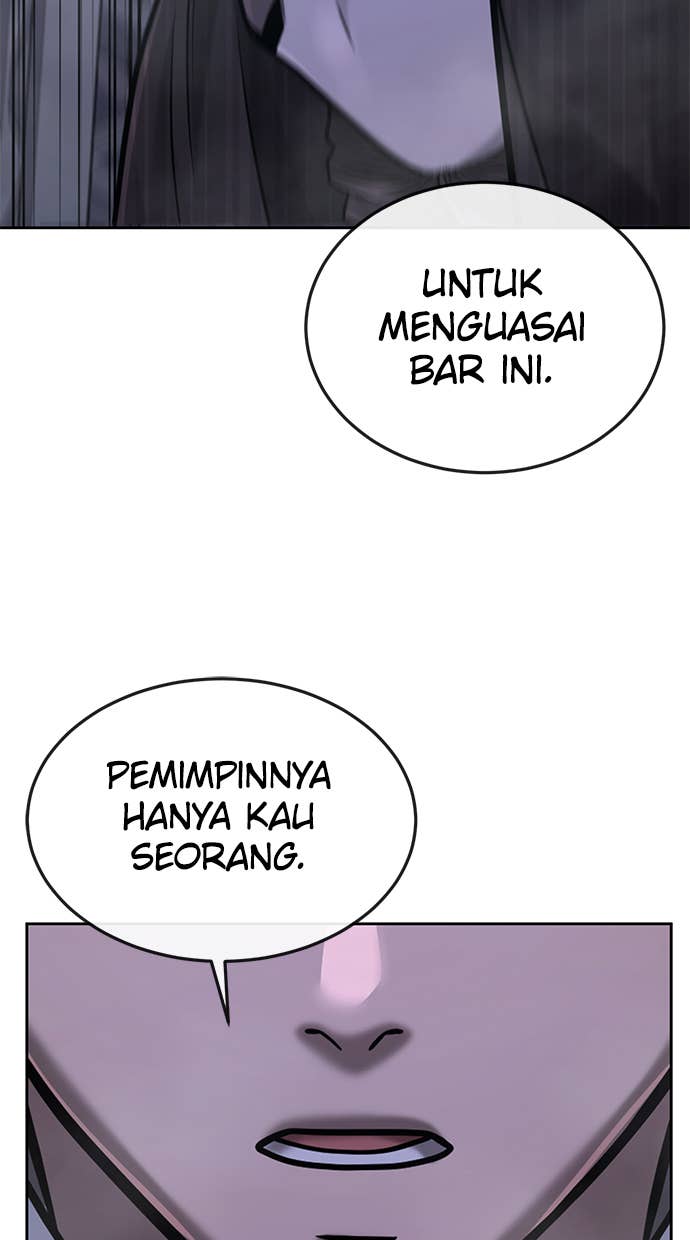 UNTUK
MENGUASAI
BAR INI.
PEMIMPINNYA
HANYA KAU
SEORANG.